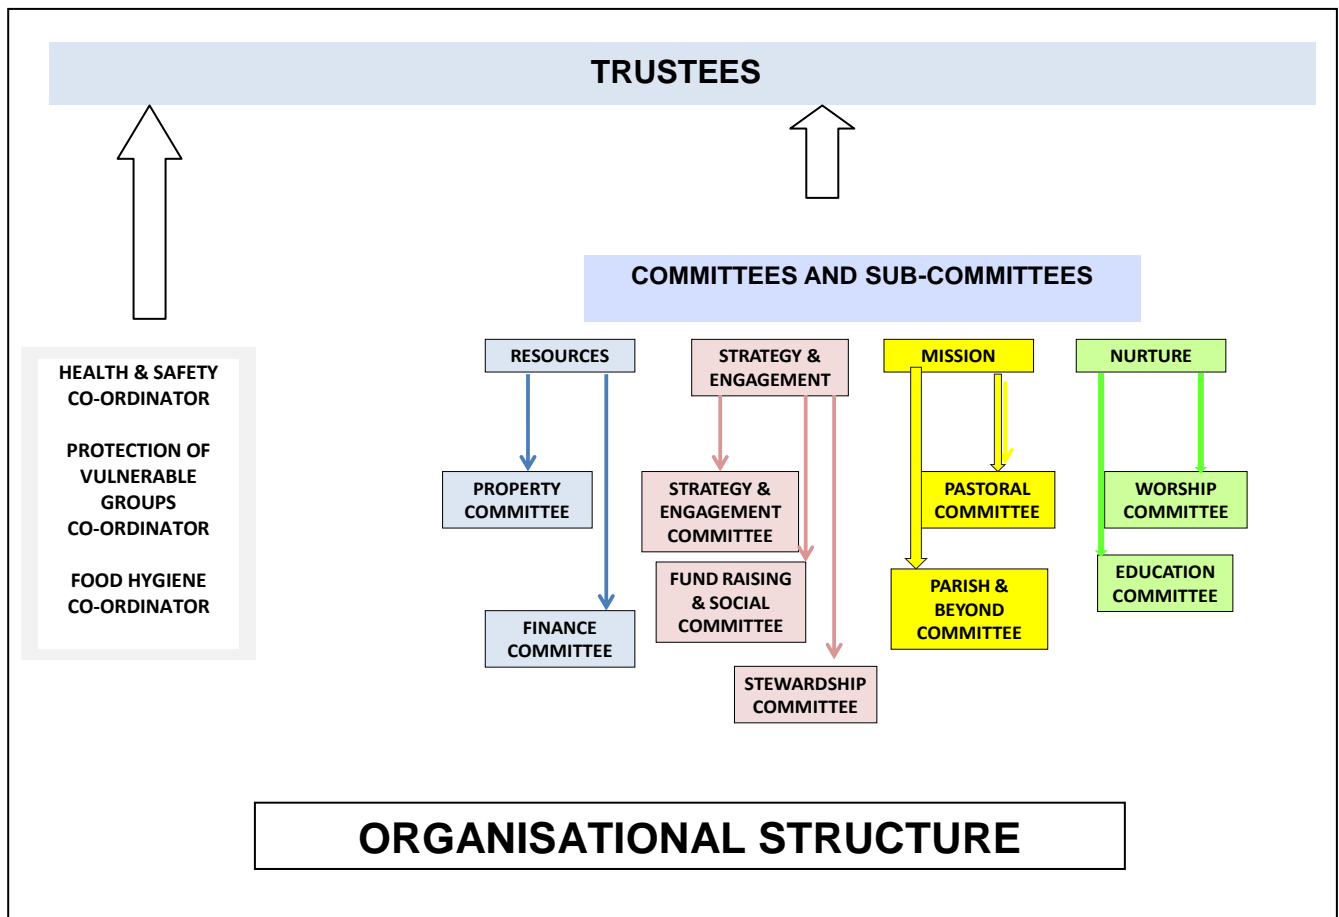 TRUSTEES
COMMITTEES AND SUB-COMMITTEES
HEALTH & SAFETY
CO-ORDINATOR
PROTECTION OF
VULNERABLE
GROUPS
CO-ORDINATOR
FOOD HYGIENE
CO-ORDINATOR
RESOURCES
STRATEGY &
ENGAGEMENT
MISSION
NURTURE
PROPERTY
COMMITTEE
STRATEGY &
ENGAGEMENT
COMMITTEE
PASTORAL
COMMITTEE
WORSHIP
COMMITTEE
FINANCE
COMMITTEE
FUND RAISING
& SOCIAL
COMMITTEE
PARISH &
BEYOND
COMMITTEE
EDUCATION
COMMITTEE
STEWARDSHIP
COMMITTEE
ORGANISATIONAL STRUCTURE